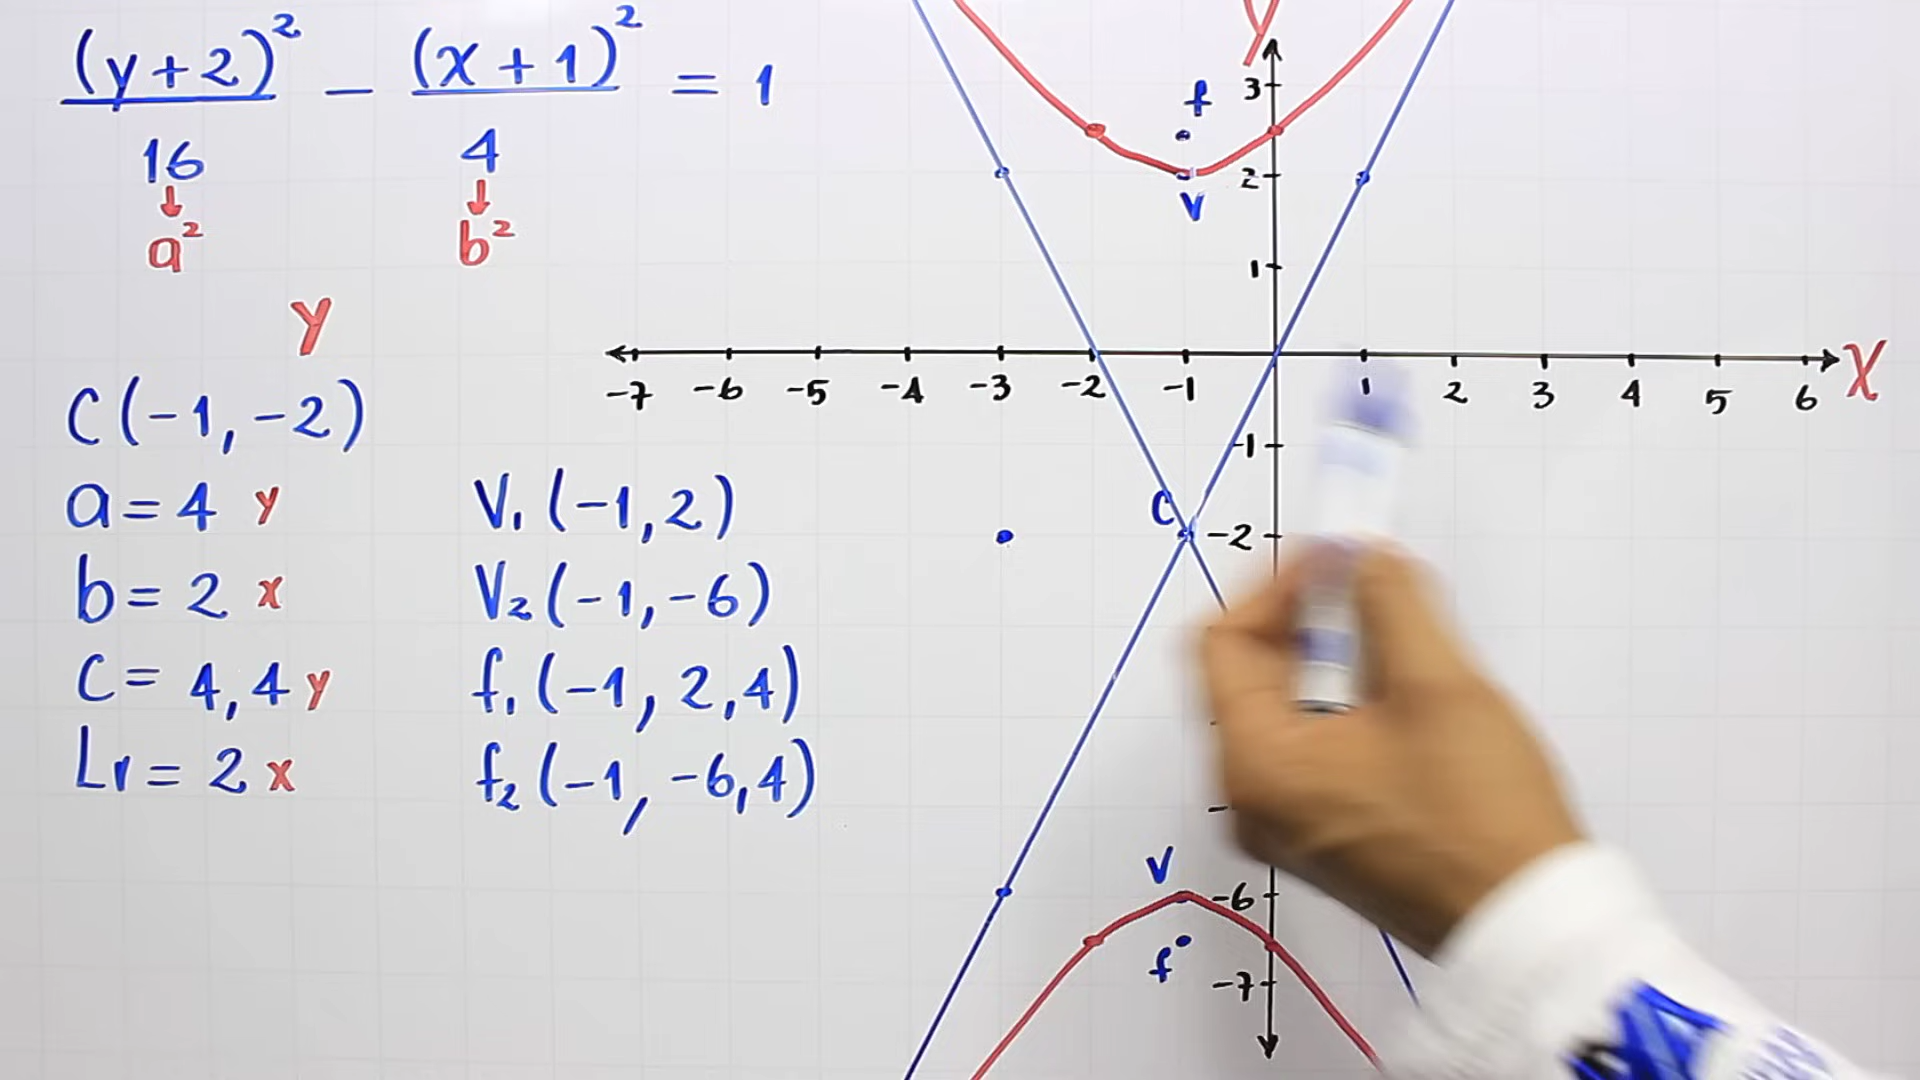 (y+2)² − (x+1)² = 1
16 4
↓ ↓
a² b²
y
C(-1,-2)
a=4 y
b=2 x
c=4,4 y
Lr=2 x
V₁(-1,2)
V₂(-1,-6)
f₁(-1, 2,4)
f₂(-1, -6,4)
y
3
f
2
V
1
-7 -6 -5 -4 -3 -2 -1 1 2 3 4 5 6 X
-1
C
-2
V
-6
f
-7